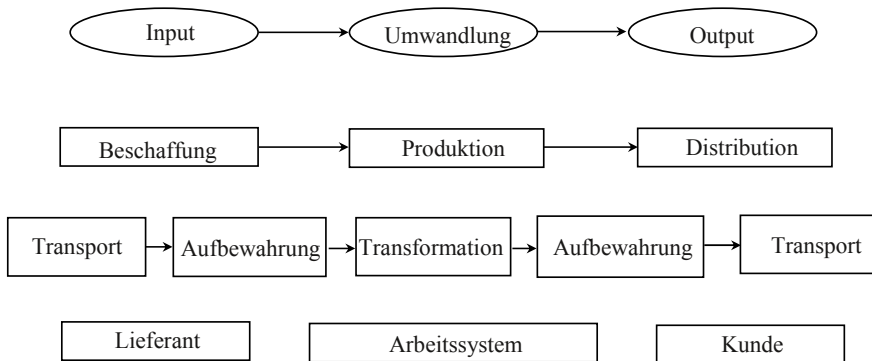 Input Umwandlung Output
Beschaffung Produktion Distribution
Transport Aufbewahrung Transformation Aufbewahrung Transport
Lieferant Arbeitssystem Kunde